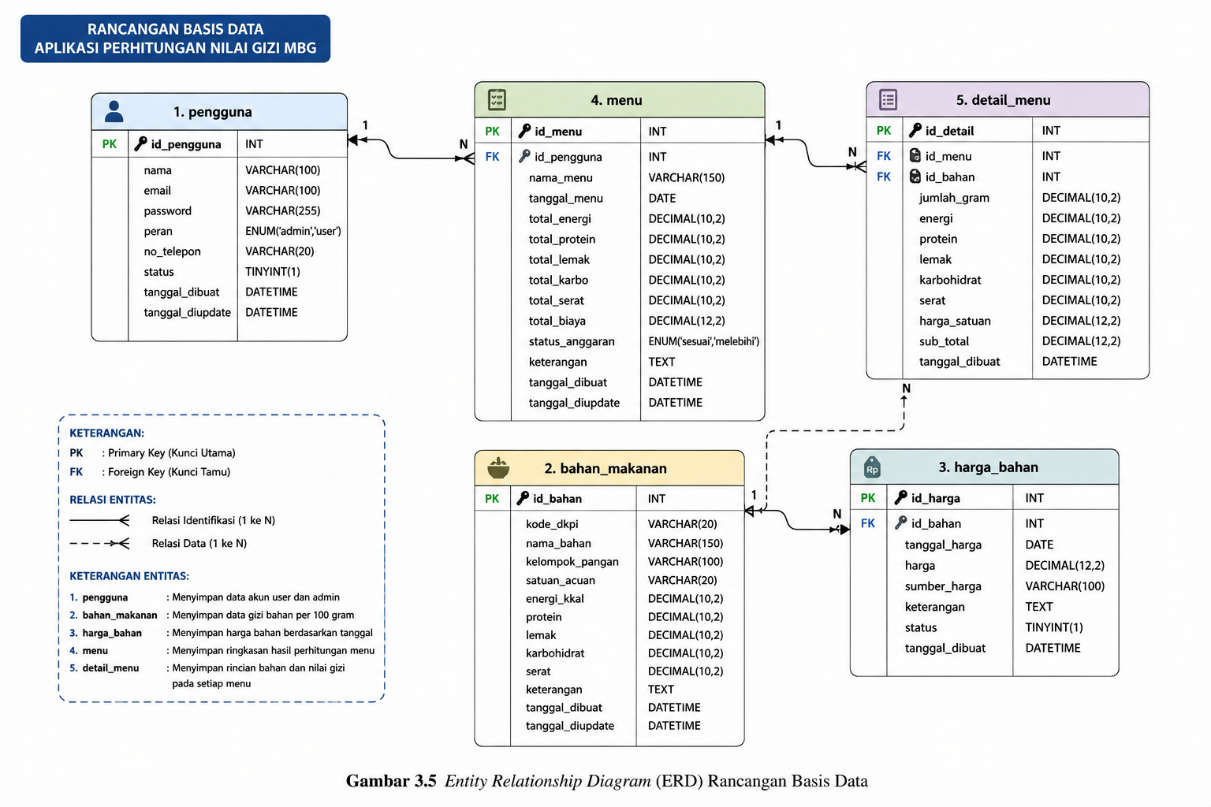 RANCANGAN BASIS DATA
APLIKASI PERHITUNGAN NILAI GIZI MBG
1. pengguna
PK id_pengguna INT
nama VARCHAR(100)
email VARCHAR(100)
password VARCHAR(255)
peran ENUM('admin','user')
no_telepon VARCHAR(20)
status TINYINT(1)
tanggal_dibuat DATETIME
tanggal_diupdate DATETIME
1
N
4. menu
PK id_menu INT
FK id_pengguna INT
nama_menu VARCHAR(150)
tanggal_menu DATE
total_energi DECIMAL(10,2)
total_protein DECIMAL(10,2)
total_lemak DECIMAL(10,2)
total_karbo DECIMAL(10,2)
total_serat DECIMAL(10,2)
total_biaya DECIMAL(12,2)
status_anggaran ENUM('sesuai','melebihi')
keterangan TEXT
tanggal_dibuat DATETIME
tanggal_diupdate DATETIME
1
N
5. detail_menu
PK id_detail INT
FK id_menu INT
FK id_bahan INT
jumlah_gram DECIMAL(10,2)
energi DECIMAL(10,2)
protein DECIMAL(10,2)
lemak DECIMAL(10,2)
karbohidrat DECIMAL(10,2)
serat DECIMAL(10,2)
harga_satuan DECIMAL(12,2)
sub_total DECIMAL(12,2)
tanggal_dibuat DATETIME
N
KETERANGAN:
PK : Primary Key (Kunci Utama)
FK : Foreign Key (Kunci Tamu)
RELASI ENTITAS:
Relasi Identifikasi (1 ke N)
Relasi Data (1 ke N)
KETERANGAN ENTITAS:
1. pengguna : Menyimpan data akun user dan admin
2. bahan_makanan : Menyimpan data gizi bahan per 100 gram
3. harga_bahan : Menyimpan harga bahan berdasarkan tanggal
4. menu : Menyimpan ringkasan hasil perhitungan menu
5. detail_menu : Menyimpan rincian bahan dan nilai gizi
pada setiap menu
2. bahan_makanan
PK id_bahan INT
kode_dkpi VARCHAR(20)
nama_bahan VARCHAR(150)
kelompok_pangan VARCHAR(100)
satuan_acuan VARCHAR(20)
energi_kkal DECIMAL(10,2)
protein DECIMAL(10,2)
lemak DECIMAL(10,2)
karbohidrat DECIMAL(10,2)
serat DECIMAL(10,2)
keterangan TEXT
tanggal_dibuat DATETIME
tanggal_diupdate DATETIME
1
N
Rp
3. harga_bahan
PK id_harga INT
FK id_bahan INT
tanggal_harga DATE
harga DECIMAL(12,2)
sumber_harga VARCHAR(100)
keterangan TEXT
status TINYINT(1)
tanggal_dibuat DATETIME
Gambar 3.5 Entity Relationship Diagram (ERD) Rancangan Basis Data